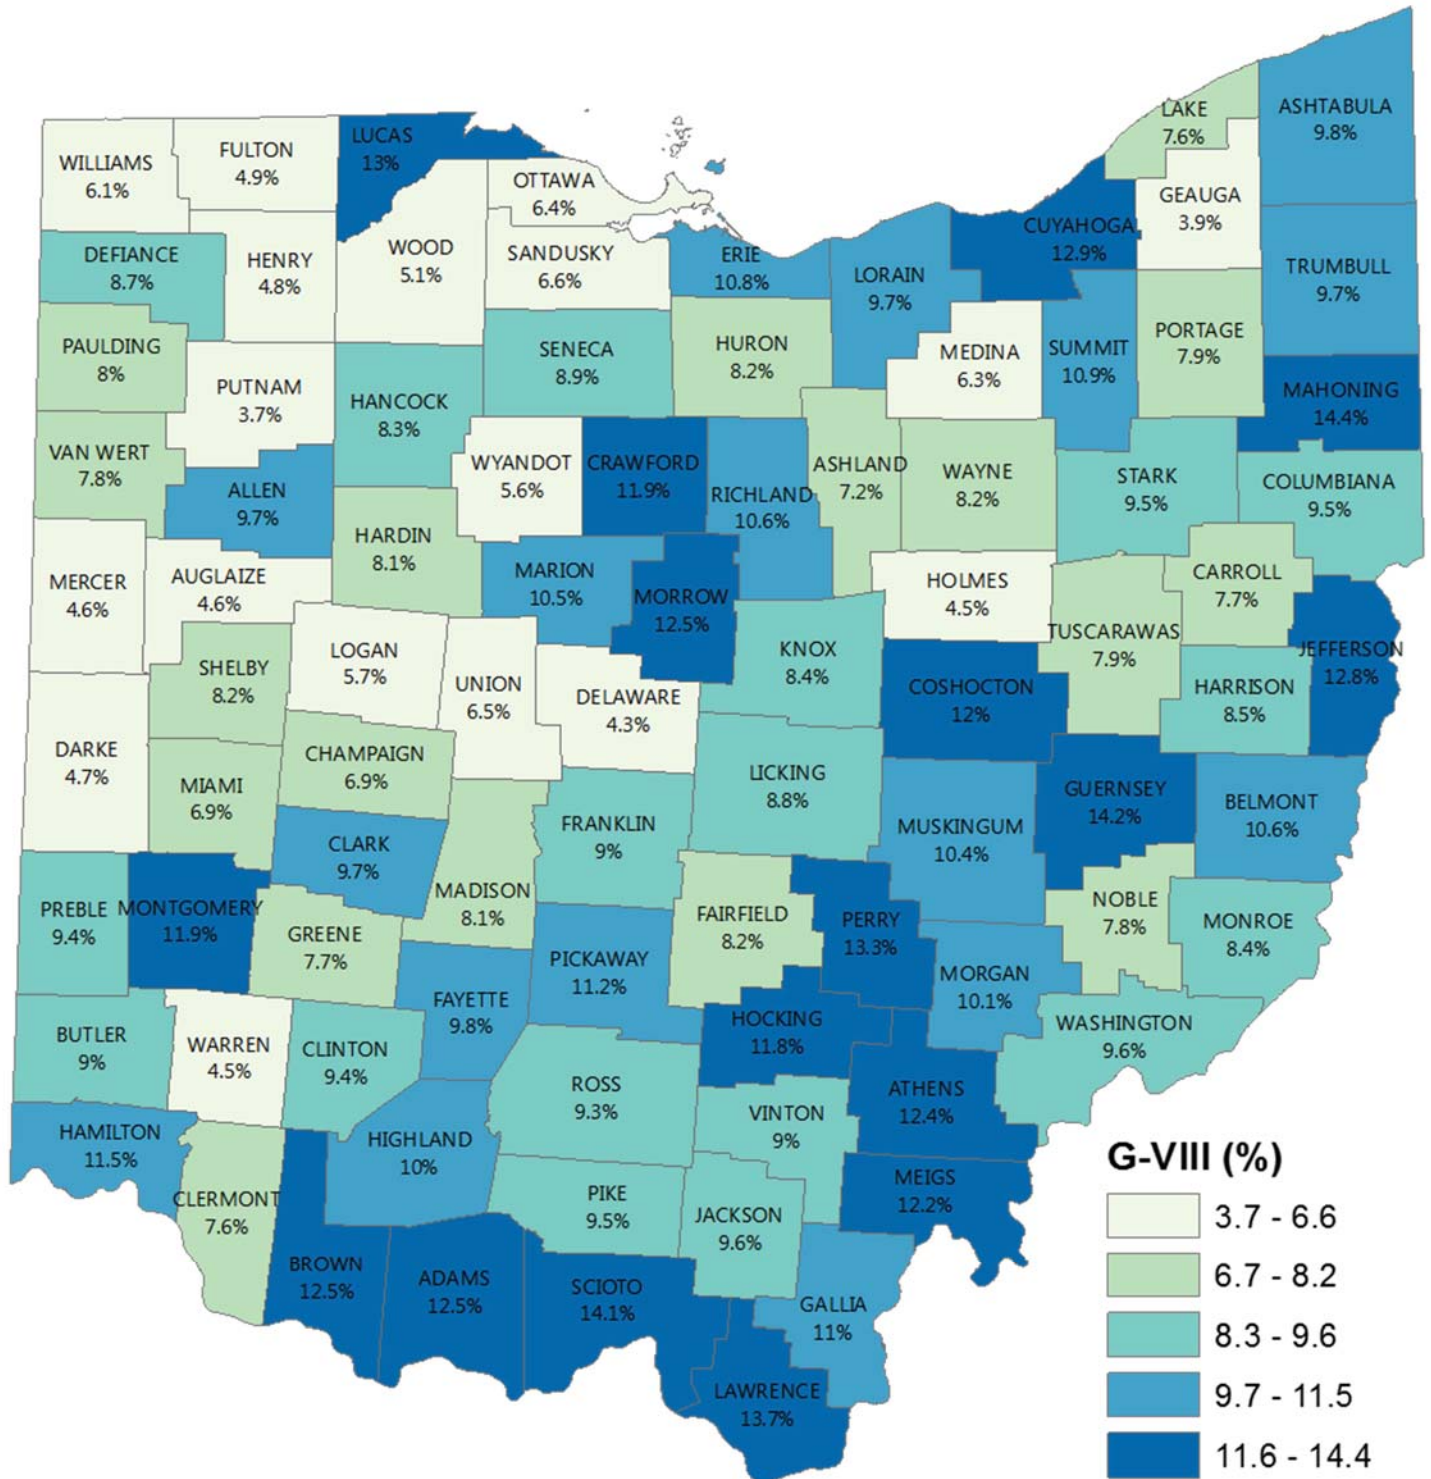 LAKE
7.6%
ASHTABULA
9.8%
WILLIAMS
6.1%
FULTON
4.9%
LUCAS
13%
OTTAWA
6.4%
GEAUGA
3.9%
CUYAHOGA
12.9%
DEFIANCE
8.7%
HENRY
4.8%
WOOD
5.1%
SANDUSKY
6.6%
ERIE
10.8%
LORAIN
9.7%
TRUMBULL
9.7%
PAULDING
8%
PUTNAM
3.7%
HANCOCK
8.3%
SENECA
8.9%
HURON
8.2%
MEDINA
6.3%
SUMMIT
10.9%
PORTAGE
7.9%
MAHONING
14.4%
VAN WERT
7.8%
ALLEN
9.7%
WYANDOT
5.6%
CRAWFORD
11.9%
RICHLAND
10.6%
ASHLAND
7.2%
WAYNE
8.2%
STARK
9.5%
COLUMBIANA
9.5%
HARDIN
8.1%
MERCER
4.6%
AUGLAIZE
4.6%
MARION
10.5%
MORROW
12.5%
HOLMES
4.5%
CARROLL
7.7%
TUSCARAWAS
7.9%
JEFFERSON
12.8%
SHELBY
8.2%
LOGAN
5.7%
UNION
6.5%
DELAWARE
4.3%
KNOX
8.4%
COSHOCTON
12%
HARRISON
8.5%
DARKE
4.7%
MIAMI
6.9%
CHAMPAIGN
6.9%
LICKING
8.8%
GUERNSEY
14.2%
BELMONT
10.6%
CLARK
9.7%
FRANKLIN
9%
MUSKINGUM
10.4%
MADISON
8.1%
PREBLE
9.4%
MONTGOMERY
11.9%
GREENE
7.7%
FAIRFIELD
8.2%
PERRY
13.3%
NOBLE
7.8%
MONROE
8.4%
PICKAWAY
11.2%
MORGAN
10.1%
FAYETTE
9.8%
HOCKING
11.8%
WASHINGTON
9.6%
BUTLER
9%
WARREN
4.5%
CLINTON
9.4%
ROSS
9.3%
VINTON
9%
ATHENS
12.4%
HAMILTON
11.5%
HIGHLAND
10%
MEIGS
12.2%
CLERMONT
7.6%
PIKE
9.5%
JACKSON
9.6%
BROWN
12.5%
ADAMS
12.5%
SCIOTO
14.1%
GALLIA
11%
LAWRENCE
13.7%
G-VIII (%)
3.7 - 6.6
6.7 - 8.2
8.3 - 9.6
9.7 - 11.5
11.6 - 14.4